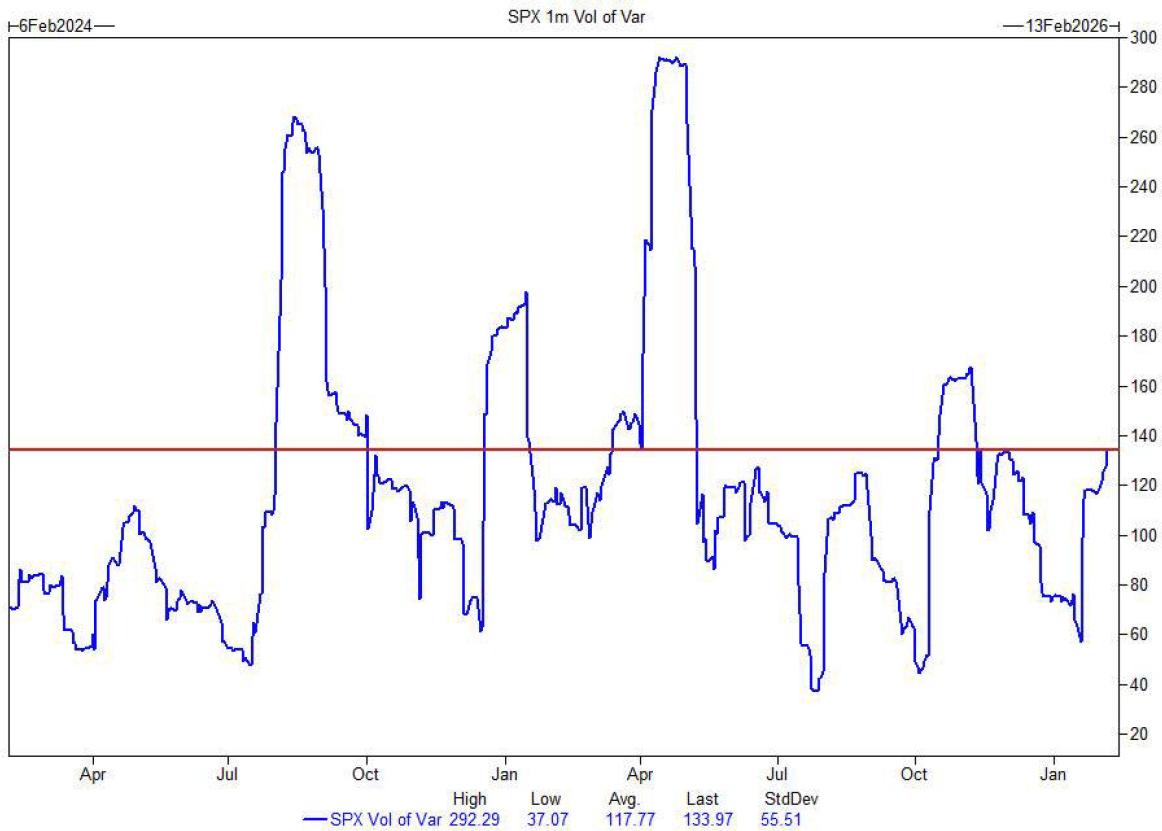 SPX 1m Vol of Var
6Feb2024
13Feb2026
300
280
260
240
220
200
180
160
140
120
100
80
60
40
20
Apr Jul Oct Jan Apr Jul Oct Jan
High Low Avg. Last StdDev
SPX Vol of Var 292.29 37.07 117.77 133.97 55.51